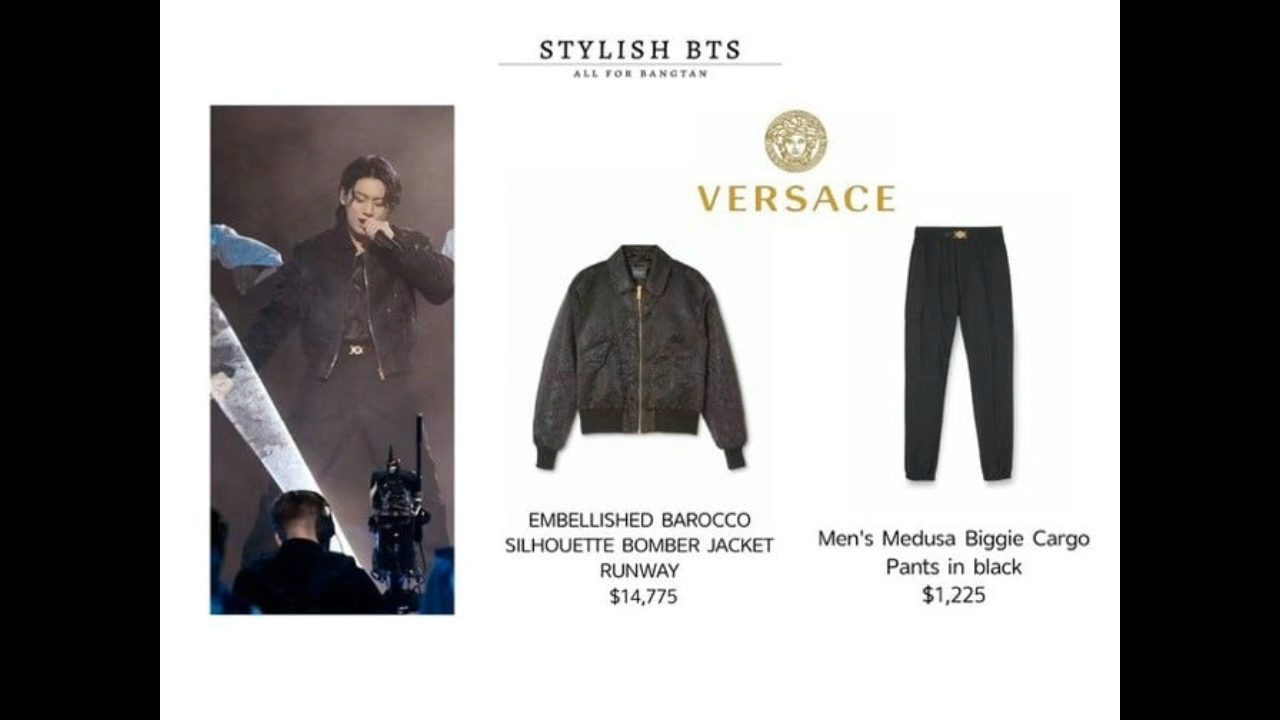 STYLISH BTS
ALL FOR BANGTAN
VERSACE
EMBELLISHED BAROCCO
SILHOUETTE BOMBER JACKET
RUNWAY
$14,775
Men's Medusa Biggie Cargo
Pants in black
$1,225